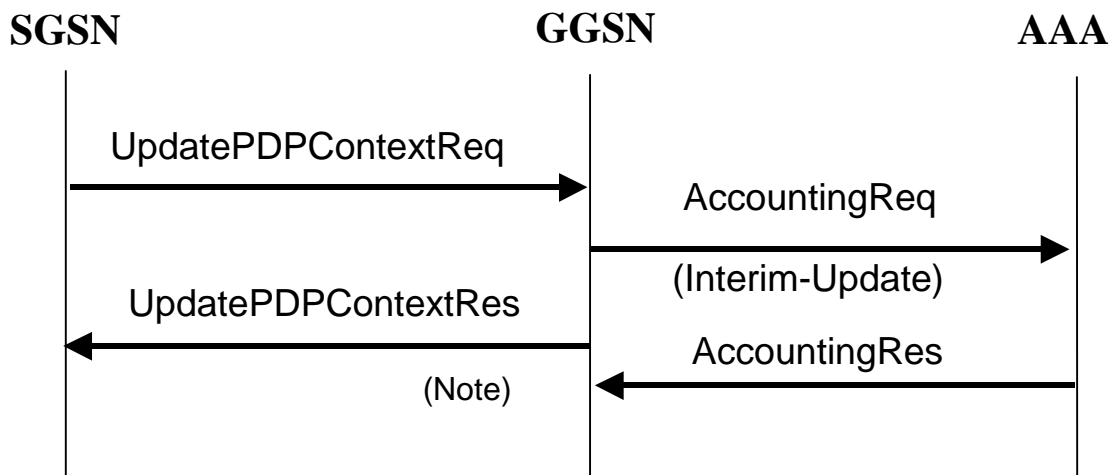 SGSN
GGSN
AAA
UpdatePDPContextReq
AccountingReq
(Interim-Update)
UpdatePDPContextRes
AccountingRes
(Note)